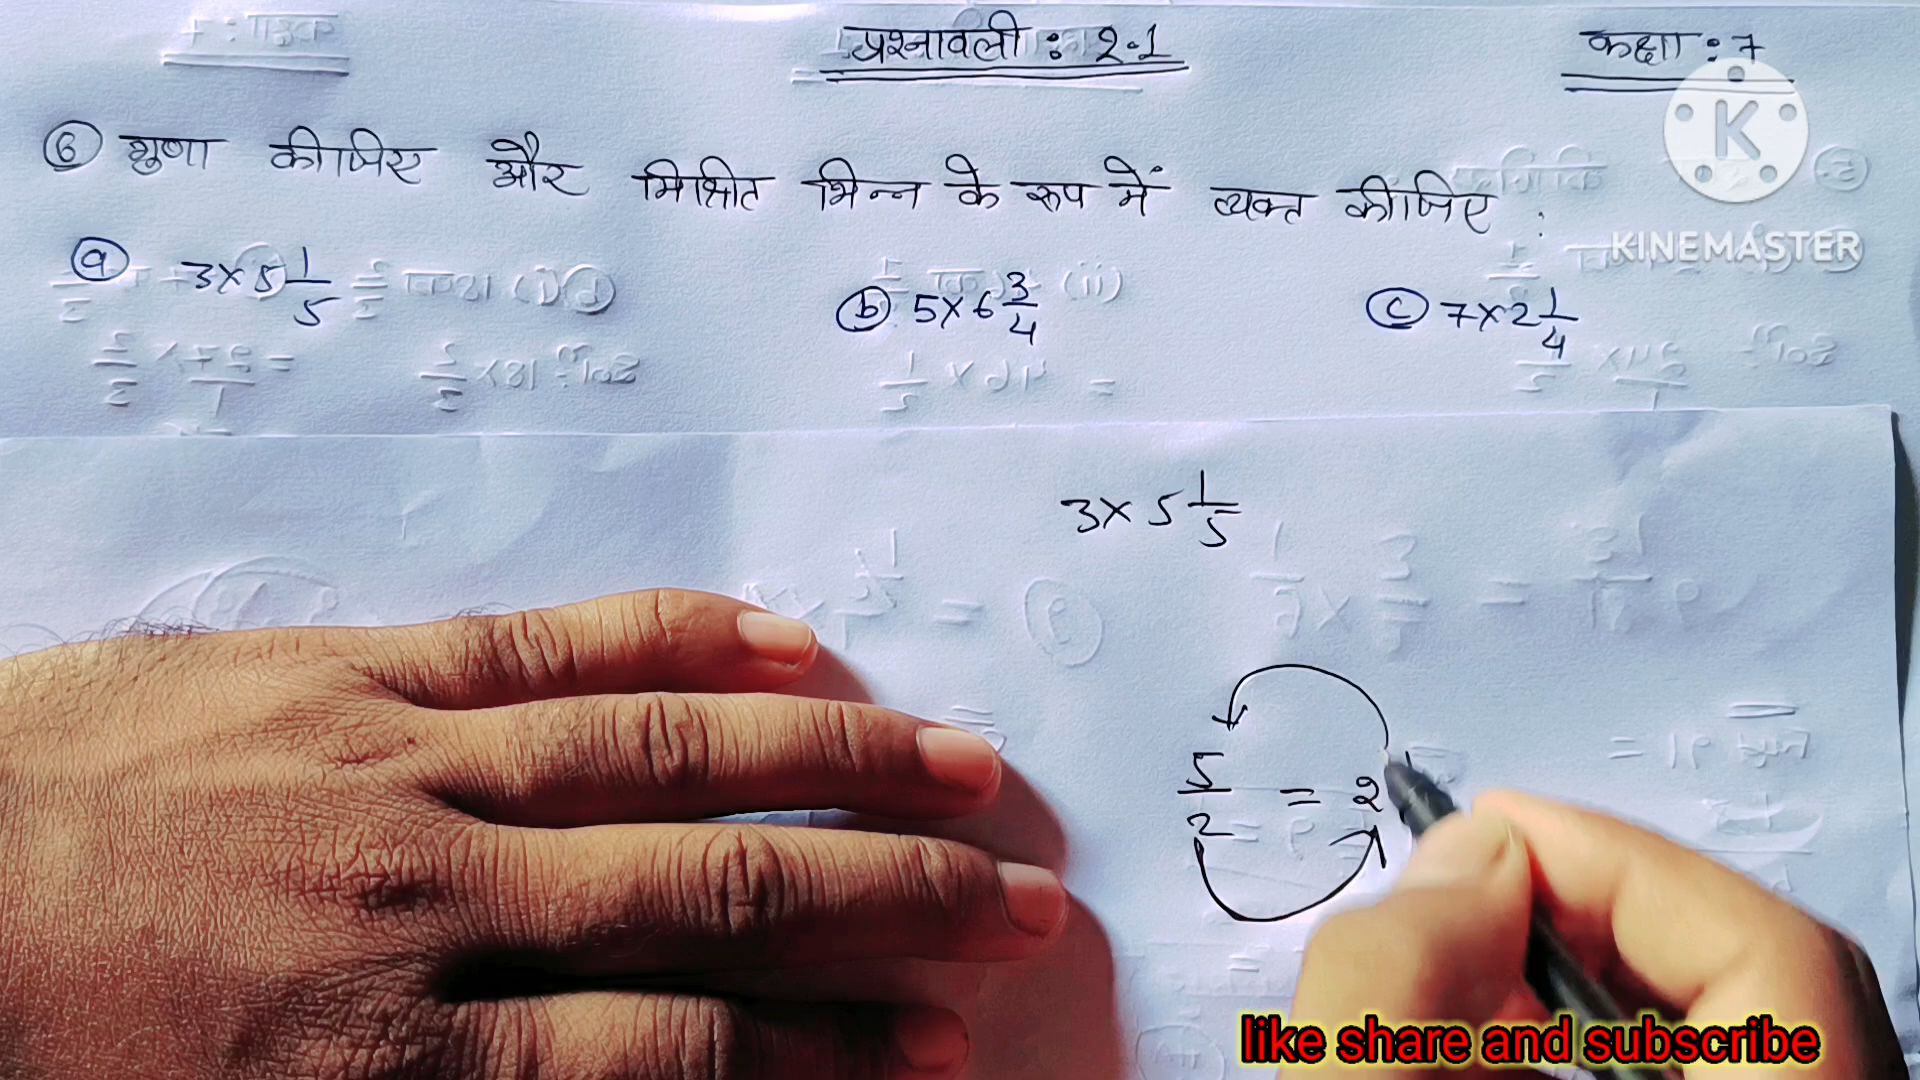 प्रश्नावली : 2.1
कक्षा : 7
6 गुणा कीजिए और मिश्रीत भिन्न के रूप में व्यक्त कीजिए :
a 3 × 5 1/5
b 5 × 6 3/4
c 7 × 2 1/4
K
KINEMASTER
3 × 5 1/5
5/2 = 2
like share and subscribe